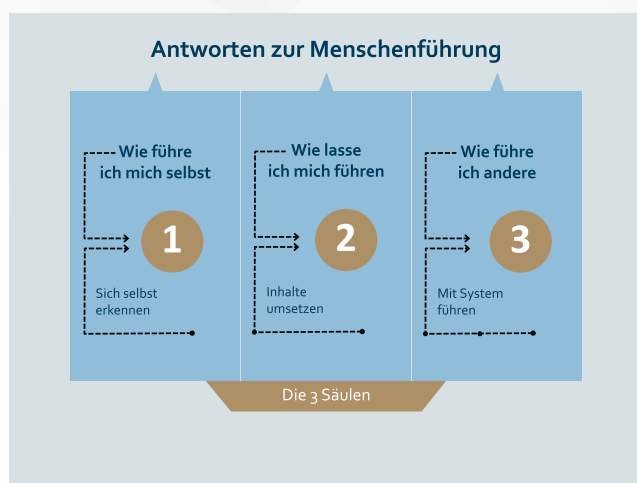 Antworten zur Menschenführung
Wie führe
ich mich selbst
1
Sich selbst
erkennen
Wie lasse
ich mich führen
2
Inhalte
umsetzen
Wie führe
ich andere
3
Mit System
führen
Die 3 Säulen